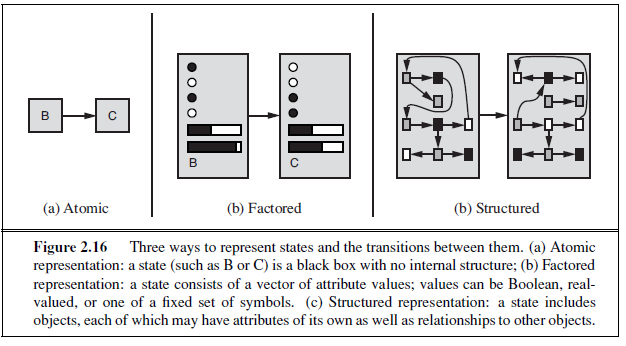 B
C
B
C
(a) Atomic
(b) Factored
(b) Structured
Figure 2.16 Three ways to represent states and the transitions between them. (a) Atomic
representation: a state (such as B or C) is a black box with no internal structure; (b) Factored
representation: a state consists of a vector of attribute values; values can be Boolean, real-
valued, or one of a fixed set of symbols. (c) Structured representation: a state includes
objects, each of which may have attributes of its own as well as relationships to other objects.